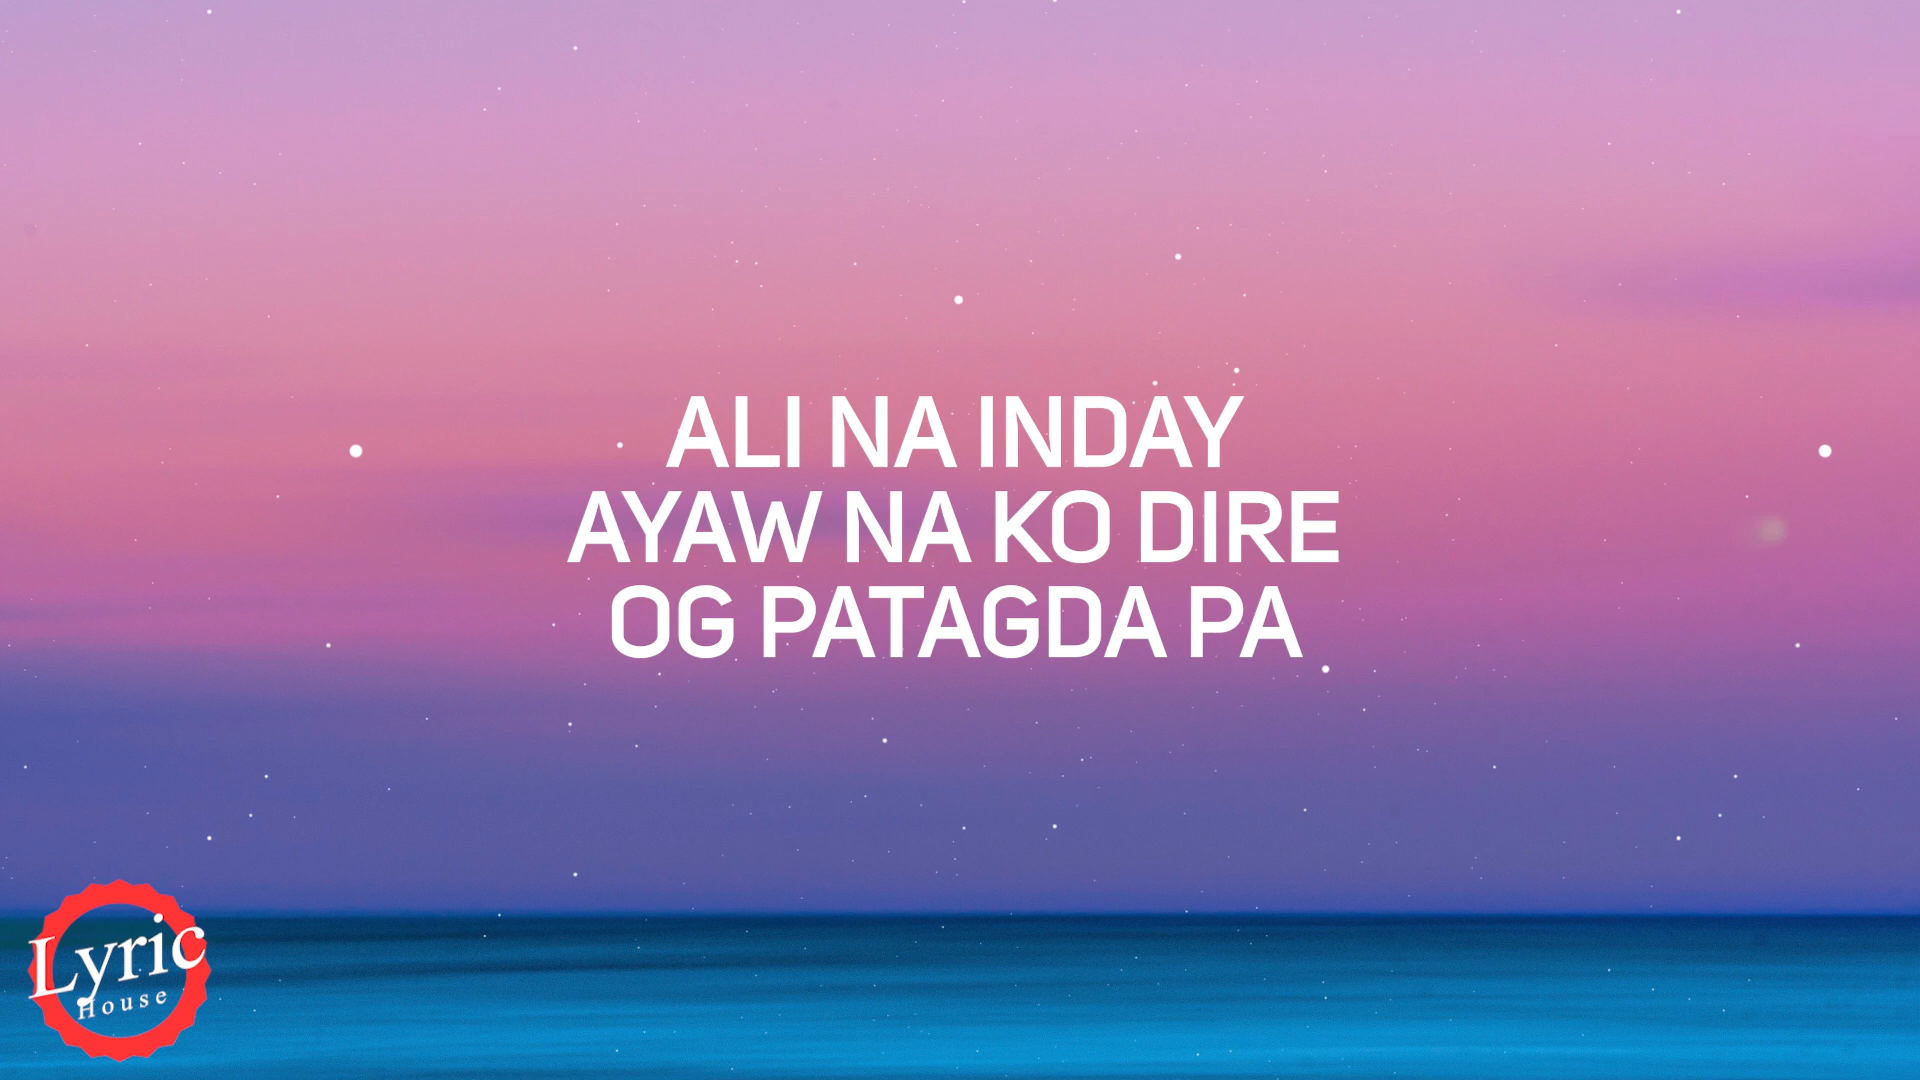 ALI NA INDAY
AYAW NA KO DIRE
OG PATAGDA PA
Lyric
House